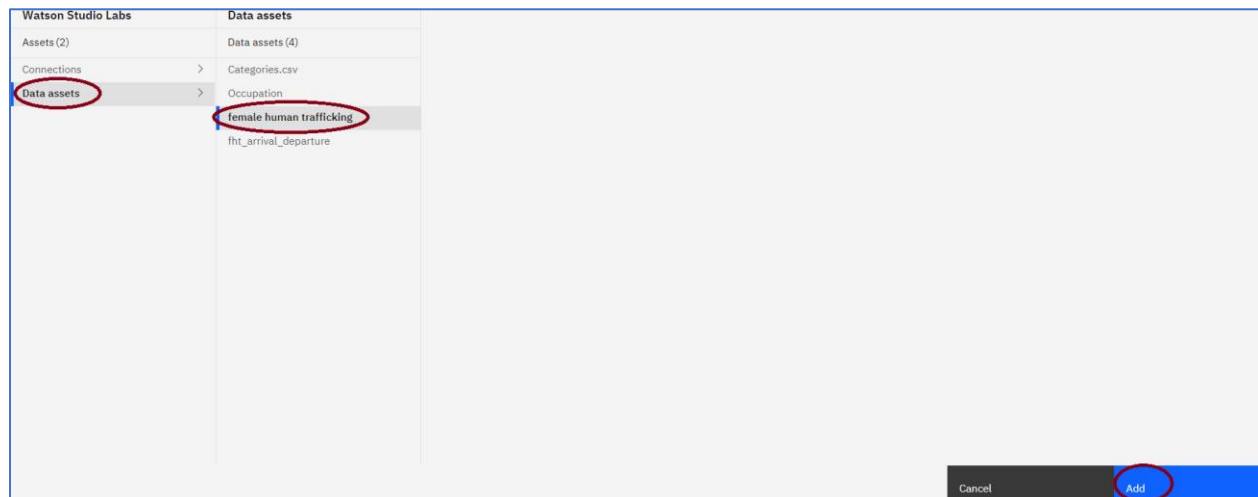 Watson Studio Labs
Assets (2)
Connections
Data assets
Data assets
Data assets (4)
Categories.csv
Occupation
female human trafficking
fht_arrival_departure
Cancel
Add